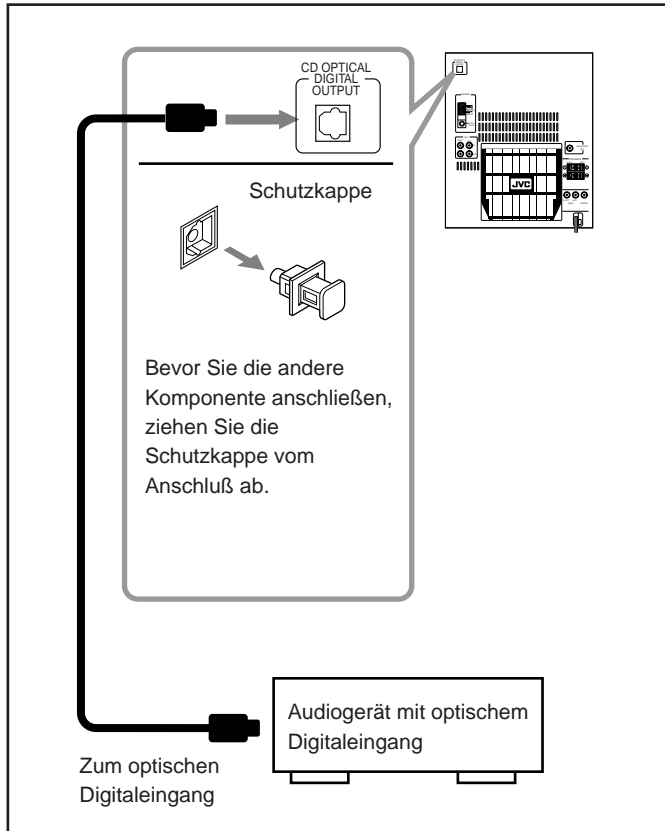 CD OPTICAL
DIGITAL
OUTPUT
JVC
Schutzkappe
Bevor Sie die andere
Komponente anschließen,
ziehen Sie die
Schutzkappe vom
Anschluß ab.
Audiogerät mit optischem
Digitaleingang
Zum optischen
Digitaleingang